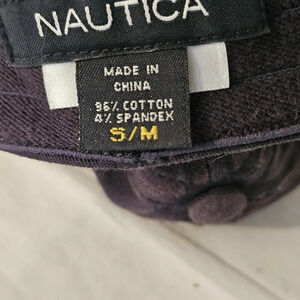 NAUTICA
MADE IN
CHINA
96% COTTON
4% SPANDEX
S/M